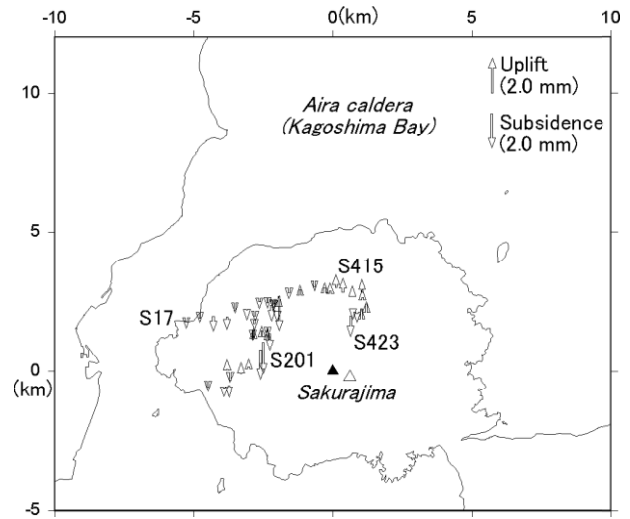 -10 -5 0 (km) 5 10
10
5
0
(km)
-5
Uplift
(2.0 mm)
Subsidence
(2.0 mm)
Aira caldera
(Kagoshima Bay)
S415
S17
S423
S201
Sakurajima